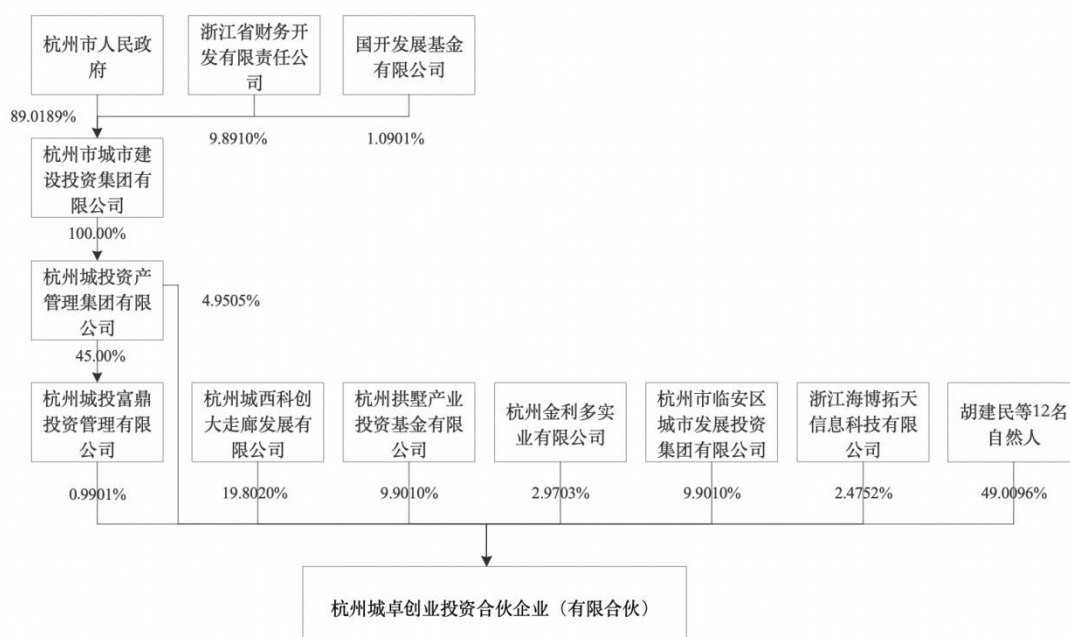 杭州市人民政
府
浙江省财务开
发有限责任公
司
国开发展基金
有限公司
89.0189%
9.8910%
1.0901%
杭州市城市建
设投资集团有
限公司
100.00%
杭州城投资产
管理集团有限
公司
4.9505%
45.00%
杭州城投富鼎
投资管理有限
公司
杭州城西科创
大走廊发展有
限公司
杭州拱墅产业
投资基金有限
公司
杭州金利多实
业有限公司
杭州市临安区
城市发展投资
集团有限公司
浙江海博拓天
信息科技有限
公司
胡建民等12名
自然人
0.9901%
19.8020%
9.9010%
2.9703%
9.9010%
2.4752%
49.0096%
杭州城卓创业投资合伙企业（有限合伙）